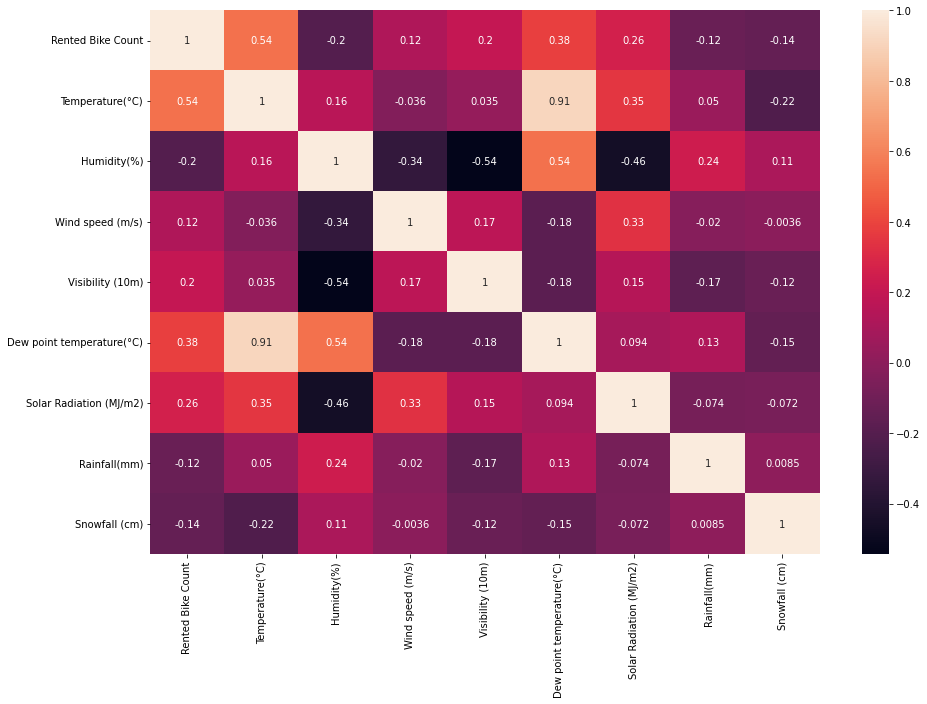 Rented Bike Count 1 0.54 -0.2 0.12 0.2 0.38 0.26 -0.12 -0.14
Temperature(°C) 0.54 1 0.16 -0.036 0.035 0.91 0.35 0.05 -0.22
Humidity(%) -0.2 0.16 1 -0.34 -0.54 0.54 -0.46 0.24 0.11
Wind speed (m/s) 0.12 -0.036 -0.34 1 0.17 -0.18 0.33 -0.02 -0.0036
Visibility (10m) 0.2 0.035 -0.54 0.17 1 -0.18 0.15 -0.17 -0.12
Dew point temperature(°C) 0.38 0.91 0.54 -0.18 -0.18 1 0.094 0.13 -0.15
Solar Radiation (MJ/m2) 0.26 0.35 -0.46 0.33 0.15 0.094 1 -0.074 -0.072
Rainfall(mm) -0.12 0.05 0.24 -0.02 -0.17 0.13 -0.074 1 0.0085
Snowfall (cm) -0.14 -0.22 0.11 -0.0036 -0.12 -0.15 -0.072 0.0085 1
Rented Bike Count
Temperature(°C)
Humidity(%)
Wind speed (m/s)
Visibility (10m)
Dew point temperature(°C)
Solar Radiation (MJ/m2)
Rainfall(mm)
Snowfall (cm)
1.0
0.8
0.6
0.4
0.2
0.0
-0.2
-0.4